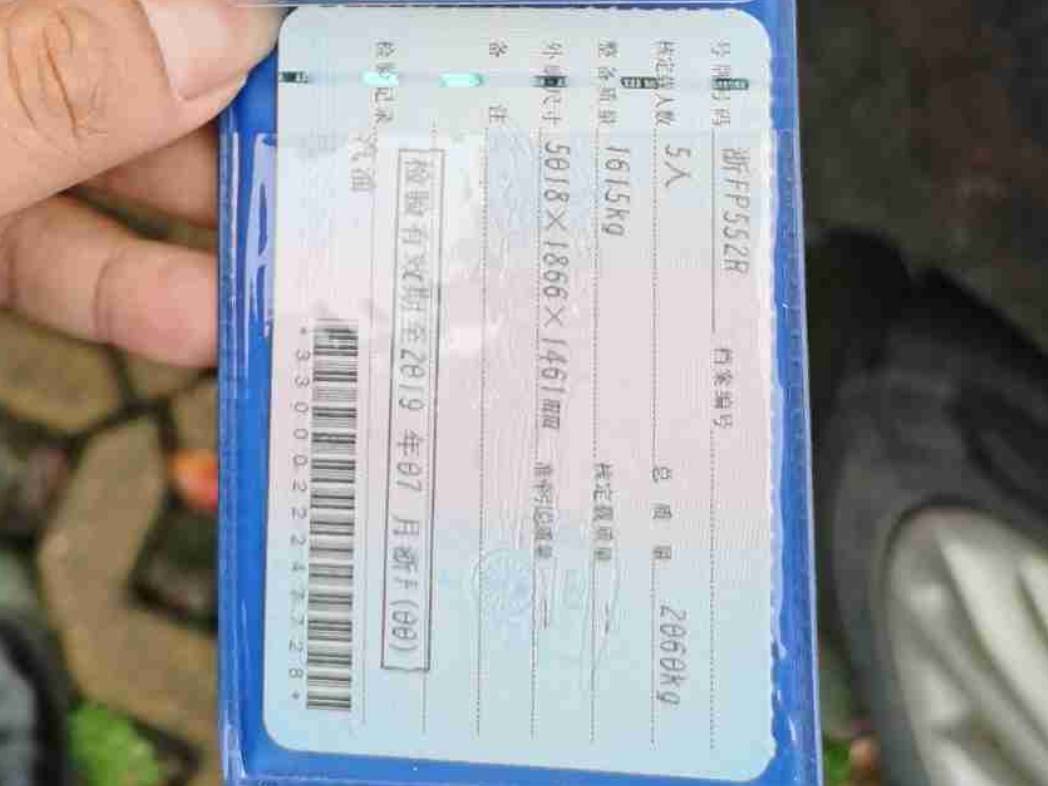 号牌号码 浙FP552R 档案编号
核定载人数 5人 总质量 2060kg
整备质量 1615kg 核定载质量 --
外廓尺寸 5018×1866×1461mm 准牵引总质量 --
备注
检验有效期至2019年07月浙F(00)
检验记录 汽油
*3300022247728*